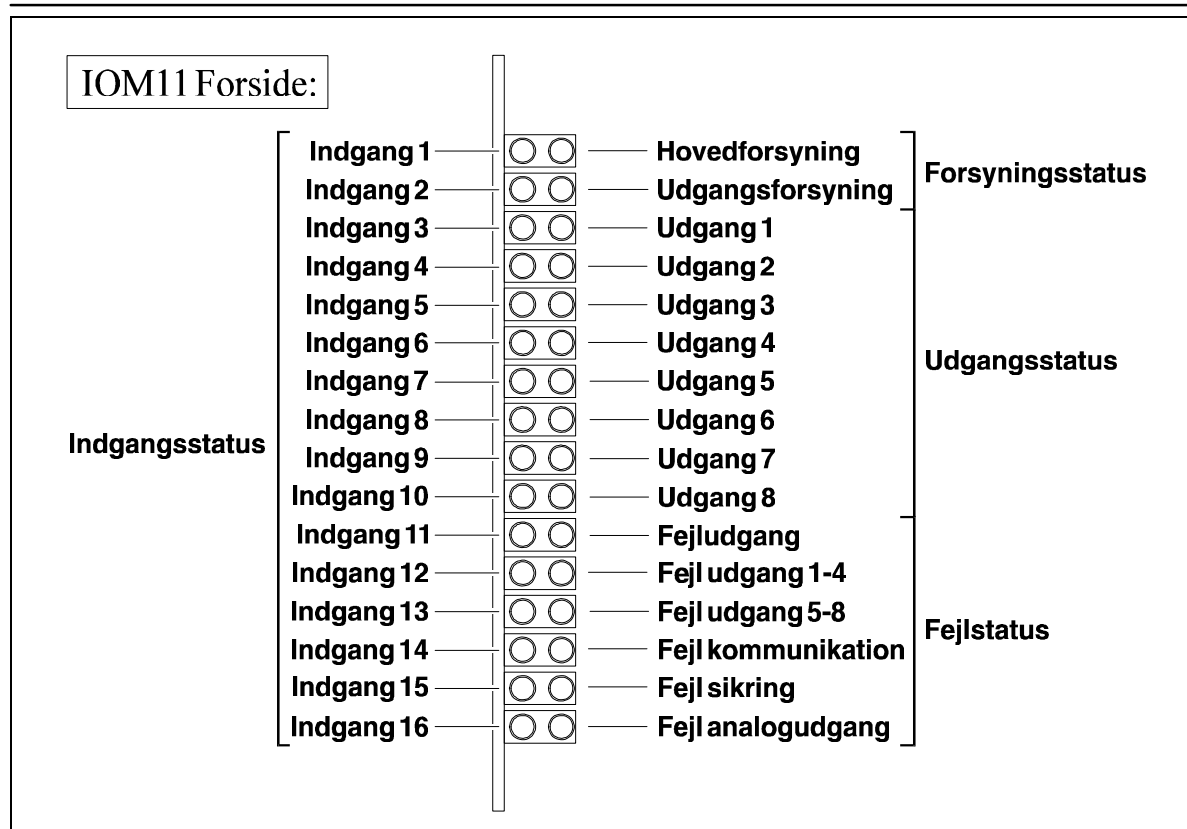 IOM11 Forside:
Indgang 1 Hovedforsyning
Indgang 2 Udgangsforsyning
Forsyningsstatus
Indgang 3 Udgang 1
Indgang 4 Udgang 2
Indgang 5 Udgang 3
Indgang 6 Udgang 4
Indgang 7 Udgang 5
Indgang 8 Udgang 6
Indgang 9 Udgang 7
Indgang 10 Udgang 8
Udgangsstatus
Indgangsstatus
Indgang 11 Fejludgang
Indgang 12 Fejl udgang 1-4
Indgang 13 Fejl udgang 5-8
Indgang 14 Fejl kommunikation
Indgang 15 Fejl sikring
Indgang 16 Fejl analogudgang
Fejlstatus